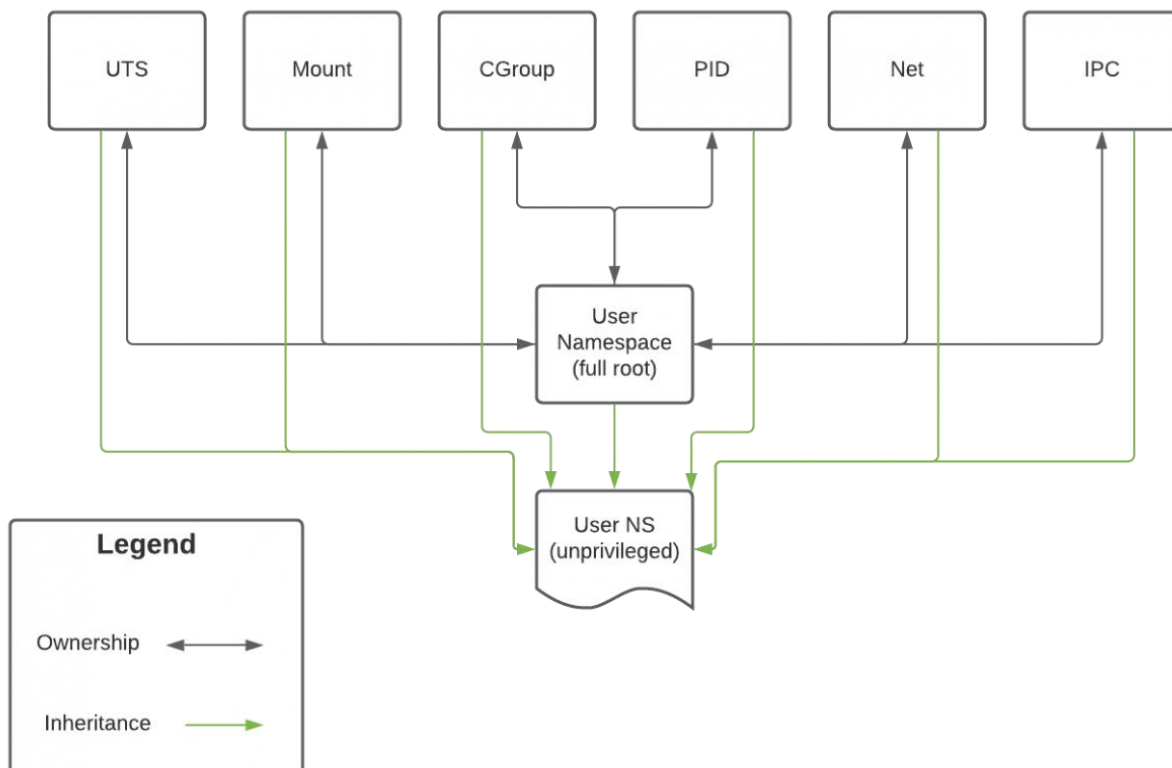 UTS
Mount
CGroup
PID
Net
IPC
User
Namespace
(full root)
User NS
(unprivileged)
Legend
Ownership
Inheritance